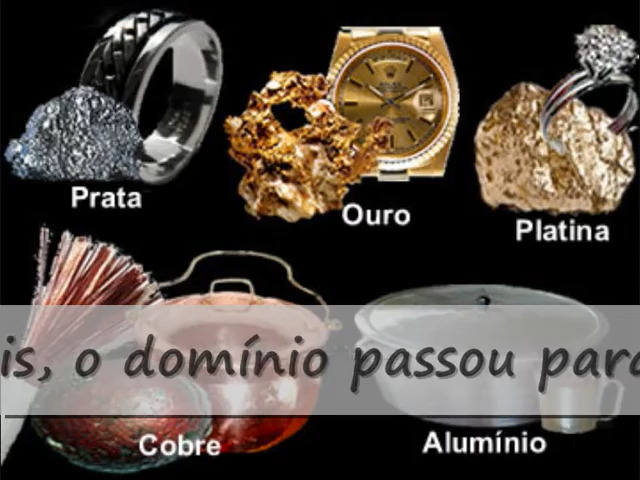 Prata
Ouro
Platina
is, o domínio passou para
Cobre
Alumínio